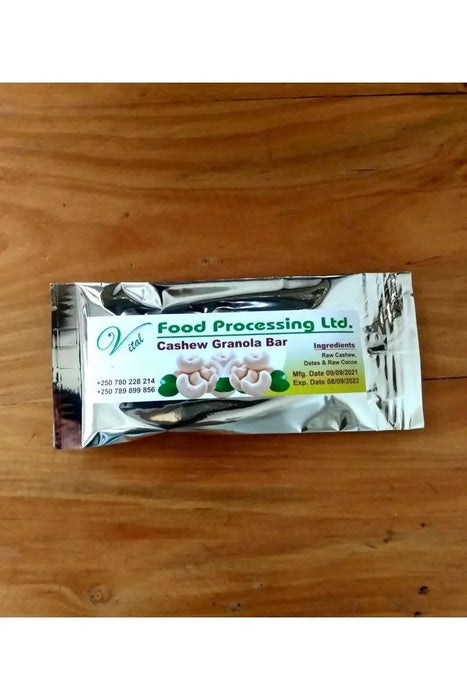 Vital
Food Processing Ltd.
Cashew Granola Bar
Ingredients
Raw Cashew,
Dates & Raw Cocoa
Mfg. Date 09/09/2021
Exp. Date 08/09/2022
+250 780 228 214
+250 789 899 856